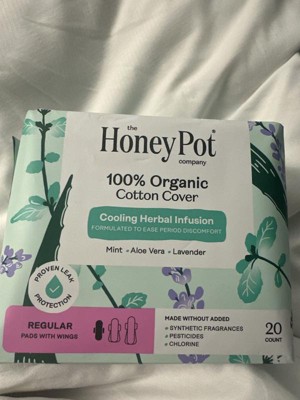 the
HoneyPot®
company
100% Organic
Cotton Cover
Cooling Herbal Infusion
FORMULATED TO EASE PERIOD DISCOMFORT
Mint • Aloe Vera • Lavender
PROVEN LEAK
PROTECTION
REGULAR
PADS WITH WINGS
MADE WITHOUT ADDED
SYNTHETIC FRAGRANCES
PESTICIDES
CHLORINE
20
COUNT